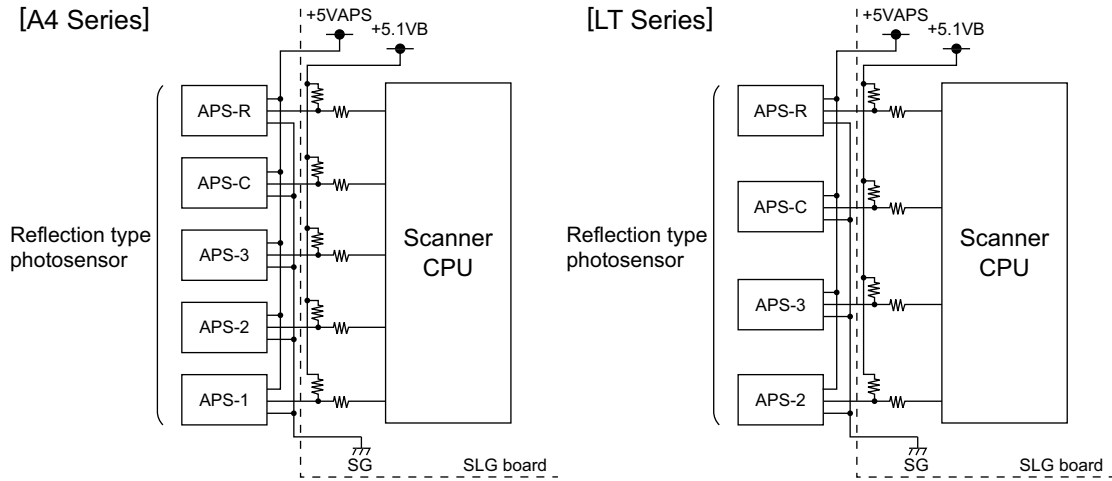 [A4 Series]
+5VAPS
+5.1VB
APS-R
APS-C
APS-3
APS-2
APS-1
Reflection type
photosensor
Scanner
CPU
SG
SLG board
[LT Series]
+5VAPS
+5.1VB
APS-R
APS-C
APS-3
APS-2
Reflection type
photosensor
Scanner
CPU
SG
SLG board